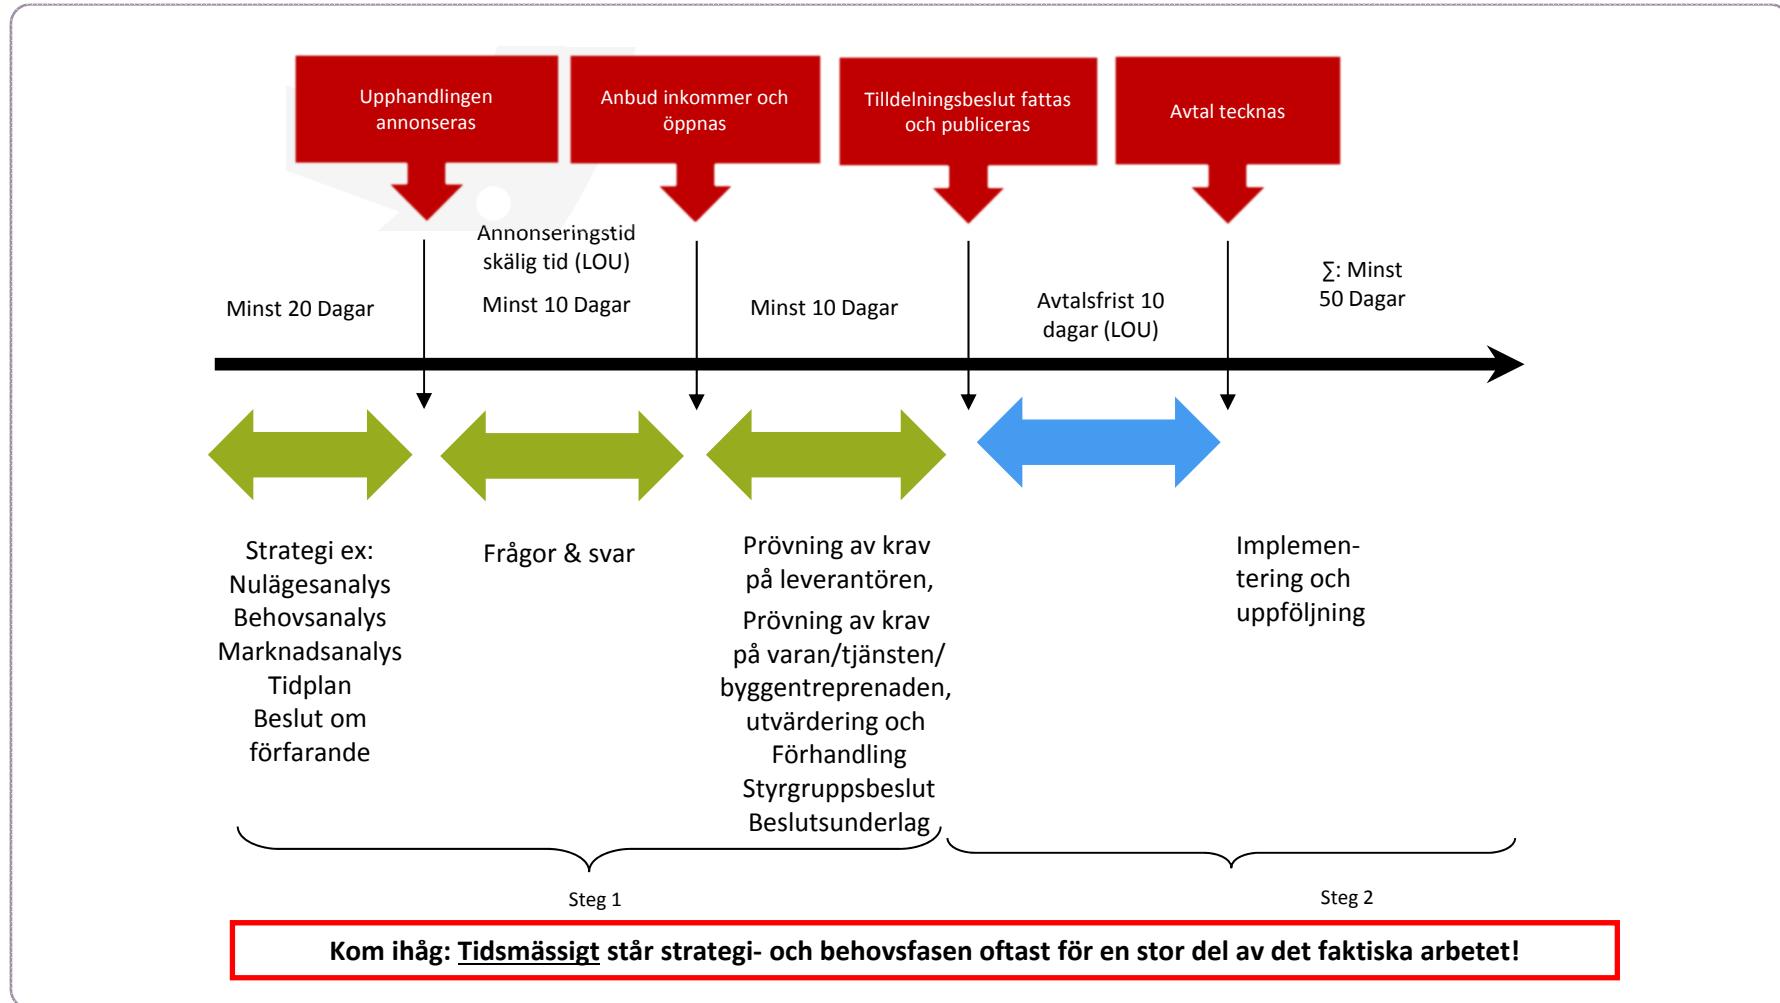 Upphandlingen
annonseras
Anbud inkommer och
öppnas
Tilldelningsbeslut fattas
och publiceras
Avtal tecknas
Minst 20 Dagar
Annonseringstid
skälig tid (LOU)
Minst 10 Dagar
Minst 10 Dagar
Avtalsfrist 10
dagar (LOU)
∑: Minst
50 Dagar
Strategi ex:
Nulägesanalys
Behovsanalys
Marknadsanalys
Tidplan
Beslut om
förfarande
Frågor & svar
Prövning av krav
på leverantören,
Prövning av krav
på varan/tjänsten/
byggentreprenaden,
utvärdering och
Förhandling
Styrgruppsbeslut
Beslutsunderlag
Implemen-
tering och
uppföljning
Steg 1
Steg 2
Kom ihåg: Tidsmässigt står strategi- och behovsfasen oftast för en stor del av det faktiska arbetet!